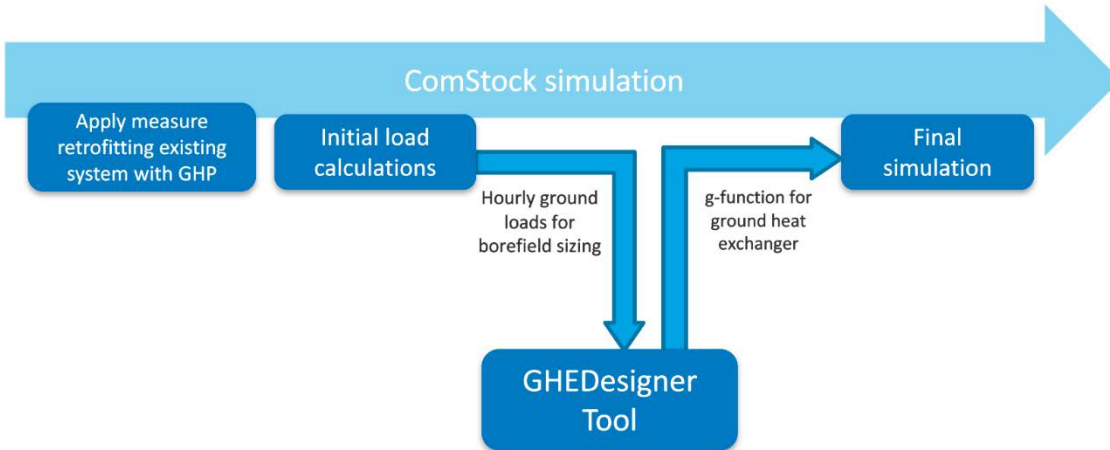 ComStock simulation
Apply measure
retrofitting existing
system with GHP
Initial load
calculations
Final
simulation
Hourly ground
loads for
borefield sizing
g-function for
ground heat
exchanger
GHEDesigner
Tool